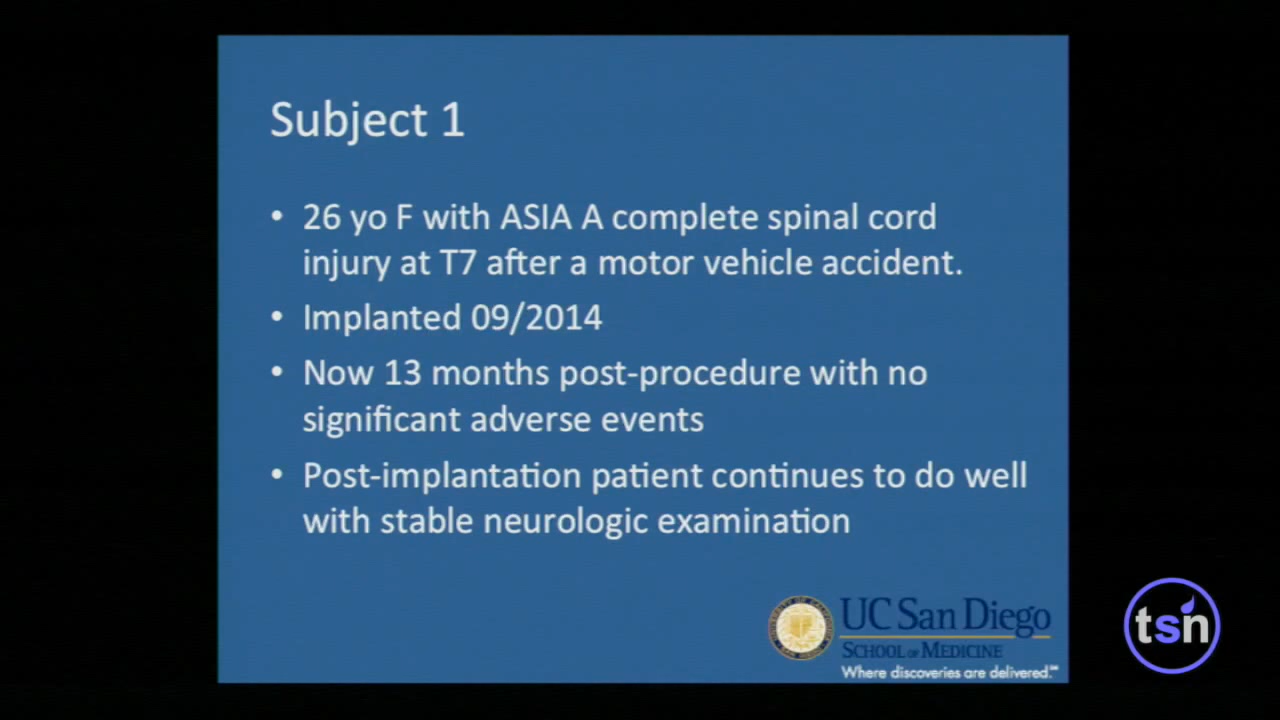 Subject 1
• 26 yo F with ASIA A complete spinal cord
injury at T7 after a motor vehicle accident.
• Implanted 09/2014
• Now 13 months post-procedure with no
significant adverse events
• Post-implantation patient continues to do well
with stable neurologic examination
UC San Diego
SCHOOL OF MEDICINE
Where discoveries are delivered.℠
tsn